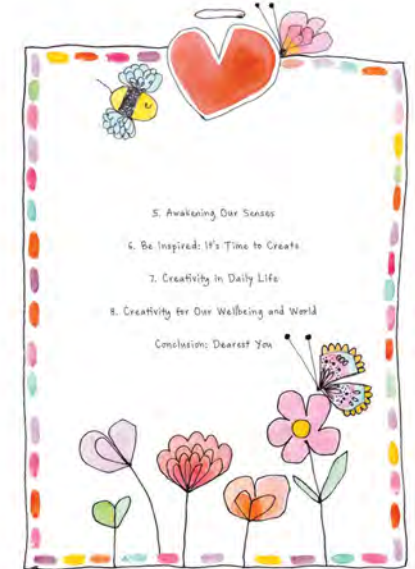 5. Awakening Our Senses
6. Be Inspired: It's Time to Create
7. Creativity in Daily Life
8. Creativity for Our Wellbeing and World
Conclusion: Dearest You